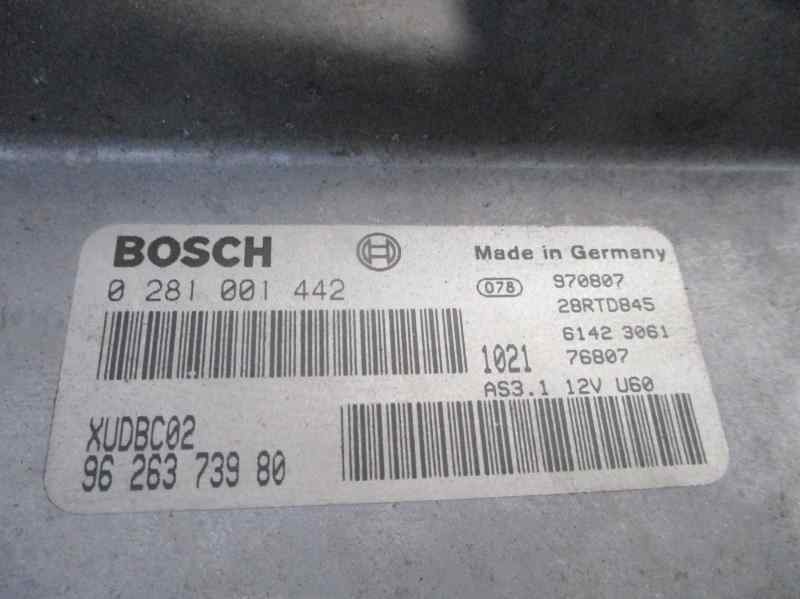 BOSCH
Made in Germany
0 281 001 442
078 970807
28RTD845
6142 3061
1021 76807
AS3.1 12V U60
XUDBC02
96 263 739 80